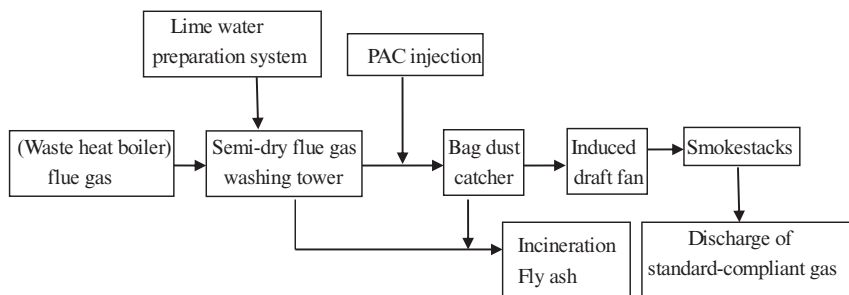 Lime water
preparation system
PAC injection
(Waste heat boiler)
flue gas
Semi-dry flue gas
washing tower
Bag dust
catcher
Induced
draft fan
Smokestacks
Incineration
Fly ash
Discharge of
standard-compliant gas